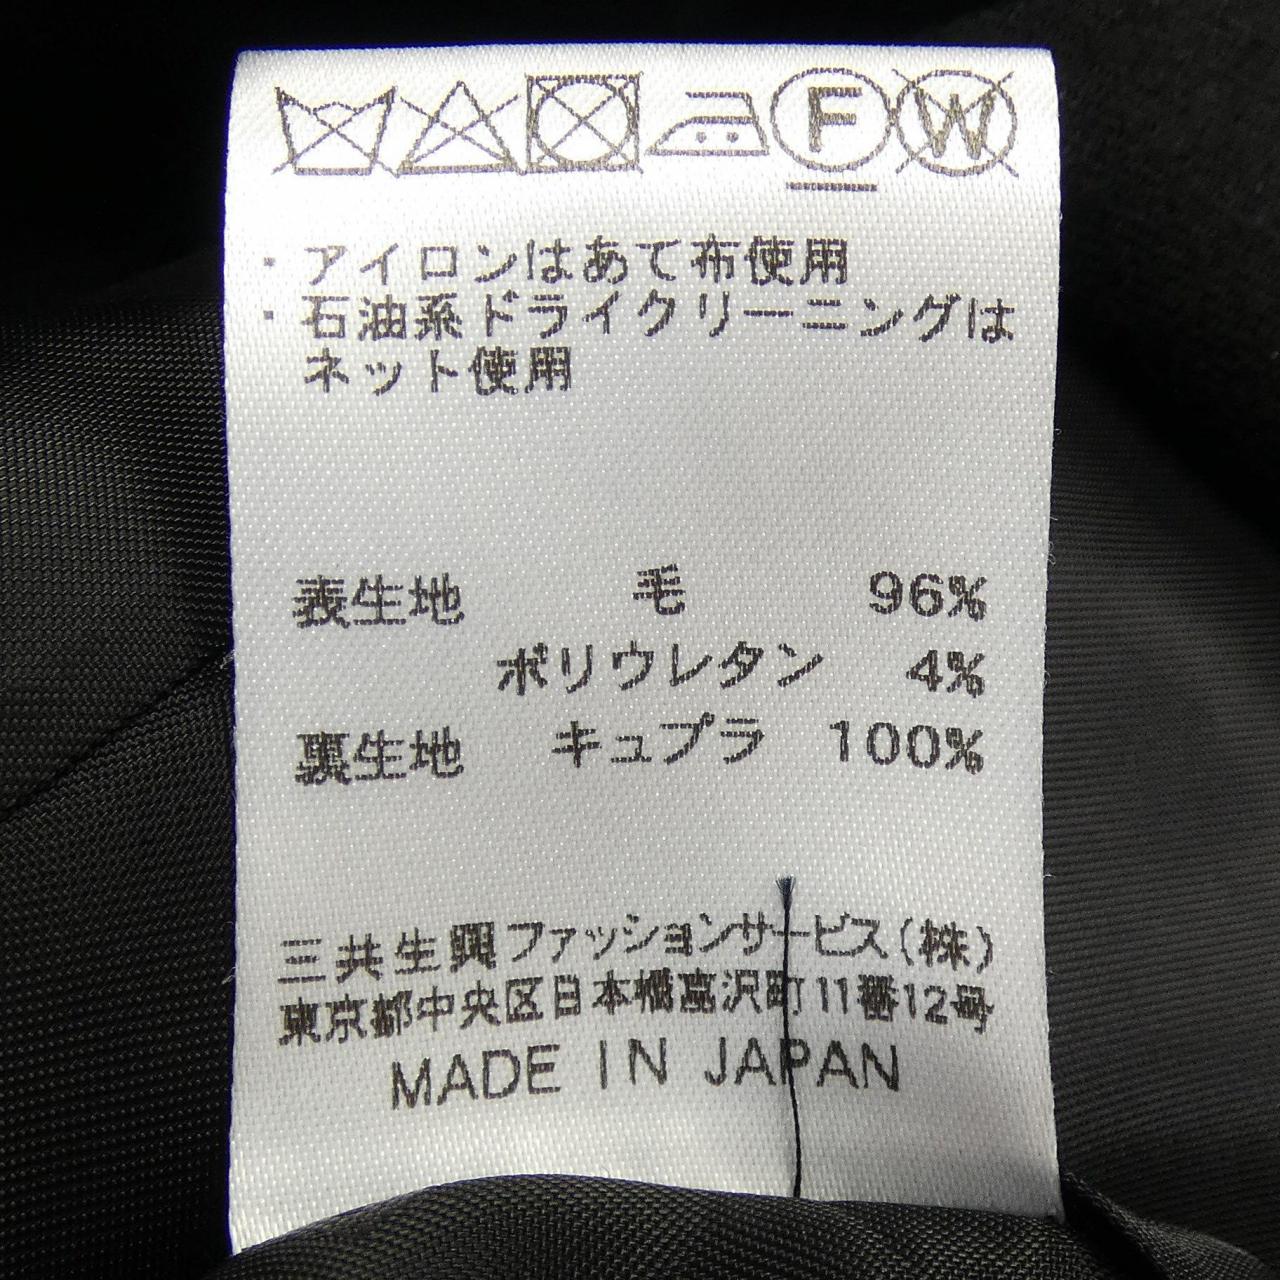 F W
・アイロンはあて布使用
・石油系ドライクリーニングは
ネット使用
表生地 毛 96%
ポリウレタン 4%
裏生地 キュプラ 100%
三共生興ファッションサービス(株)
東京都中央区日本橋富沢町11番12号
MADE IN JAPAN